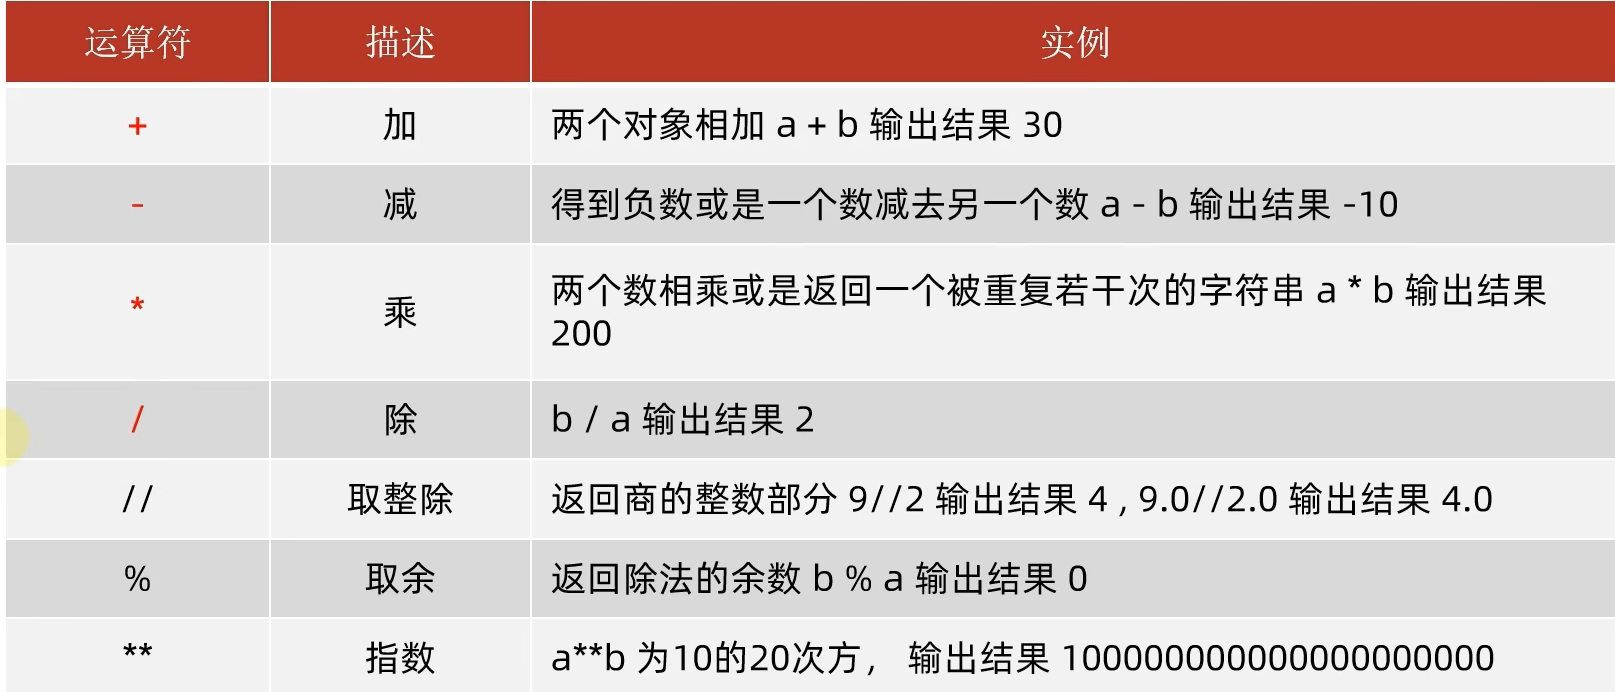 运算符 描述 实例
+ 加 两个对象相加 a + b 输出结果 30
- 减 得到负数或是一个数减去另一个数 a - b 输出结果 -10
* 乘 两个数相乘或是返回一个被重复若干次的字符串 a * b 输出结果
200
/ 除 b / a 输出结果 2
// 取整除 返回商的整数部分 9//2 输出结果 4 , 9.0//2.0 输出结果 4.0
% 取余 返回除法的余数 b % a 输出结果 0
** 指数 a**b 为10的20次方， 输出结果 100000000000000000000